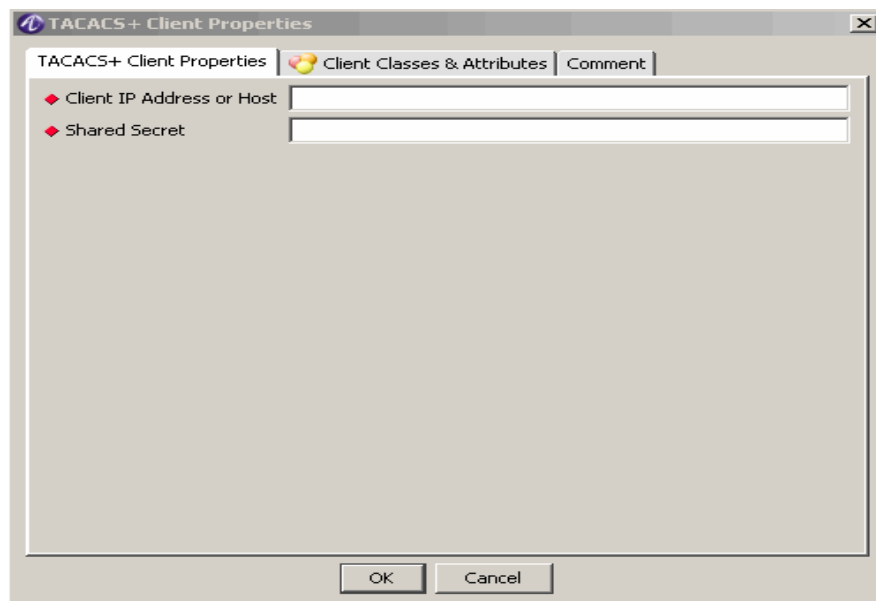 TACACS+ Client Properties
TACACS+ Client Properties Client Classes & Attributes Comment
Client IP Address or Host
Shared Secret
OK Cancel